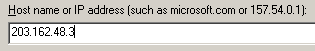 Host name or IP address (such as microsoft.com or 157.54.0.1):
203.162.48.3